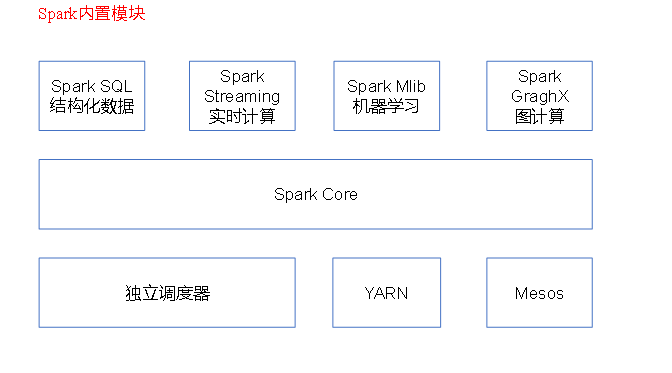 Spark内置模块
Spark SQL
结构化数据
Spark
Streaming
实时计算
Spark Mlib
机器学习
Spark
GraghX
图计算
Spark Core
独立调度器
YARN
Mesos